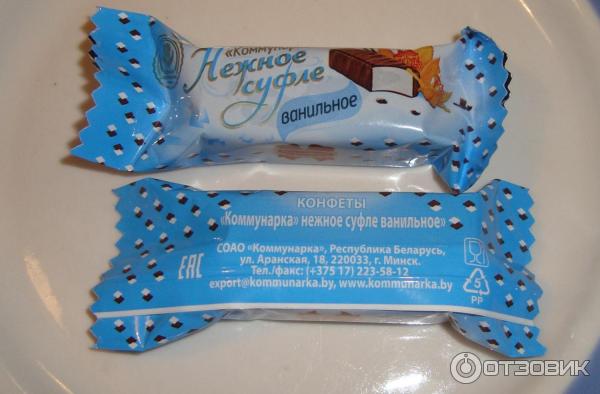 «Коммунарка»
Нежное
суфле
ванильное
КОНФЕТЫ
«Коммунарка» нежное суфле ванильное»
СОАО «Коммунарка», Республика Беларусь,
ул. Аранская, 18, 220033, г. Минск.
Тел./факс: (+375 17) 223-58-12
export@kommunarka.by, www.kommunarka.by
EAC
5
PP
ОТЗОВИК